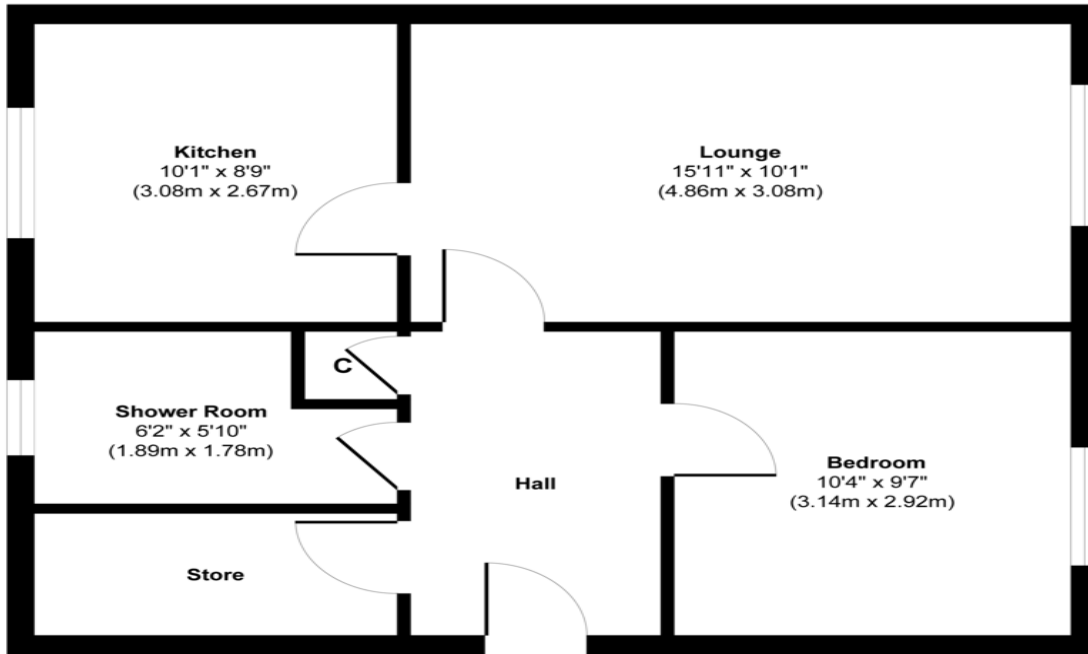 Kitchen
10'1" x 8'9"
(3.08m x 2.67m)
Lounge
15'11" x 10'1"
(4.86m x 3.08m)
C
Shower Room
6'2" x 5'10"
(1.89m x 1.78m)
Hall
Bedroom
10'4" x 9'7"
(3.14m x 2.92m)
Store